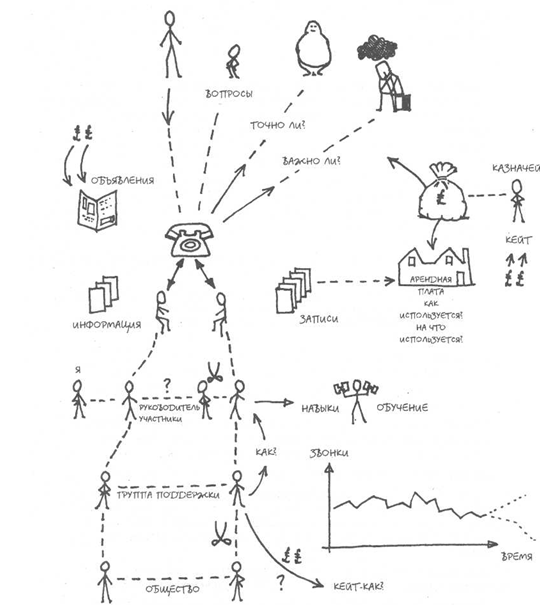 ВОПРОСЫ
ТОЧНО ЛИ?
ВАЖНО ЛИ?
££
ОБЪЯВЛЕНИЯ
£
КАЗНАЧЕЙ
КЕЙТ
££
ИНФОРМАЦИЯ
ЗАПИСИ
АРЕНДНАЯ
ПЛАТА
КАК
ИСПОЛЬЗУЕТСЯ?
НА ЧТО
ИСПОЛЬЗУЕТСЯ?
Я
?
РУКОВОДИТЕЛЬ
УЧАСТНИКИ
НАВЫКИ
ОБУЧЕНИЕ
КАК?
ГРУППА ПОДДЕРЖКИ
ЗВОНКИ
ВРЕМЯ
££
?
КЕЙТ-КАК?
ОБЩЕСТВО